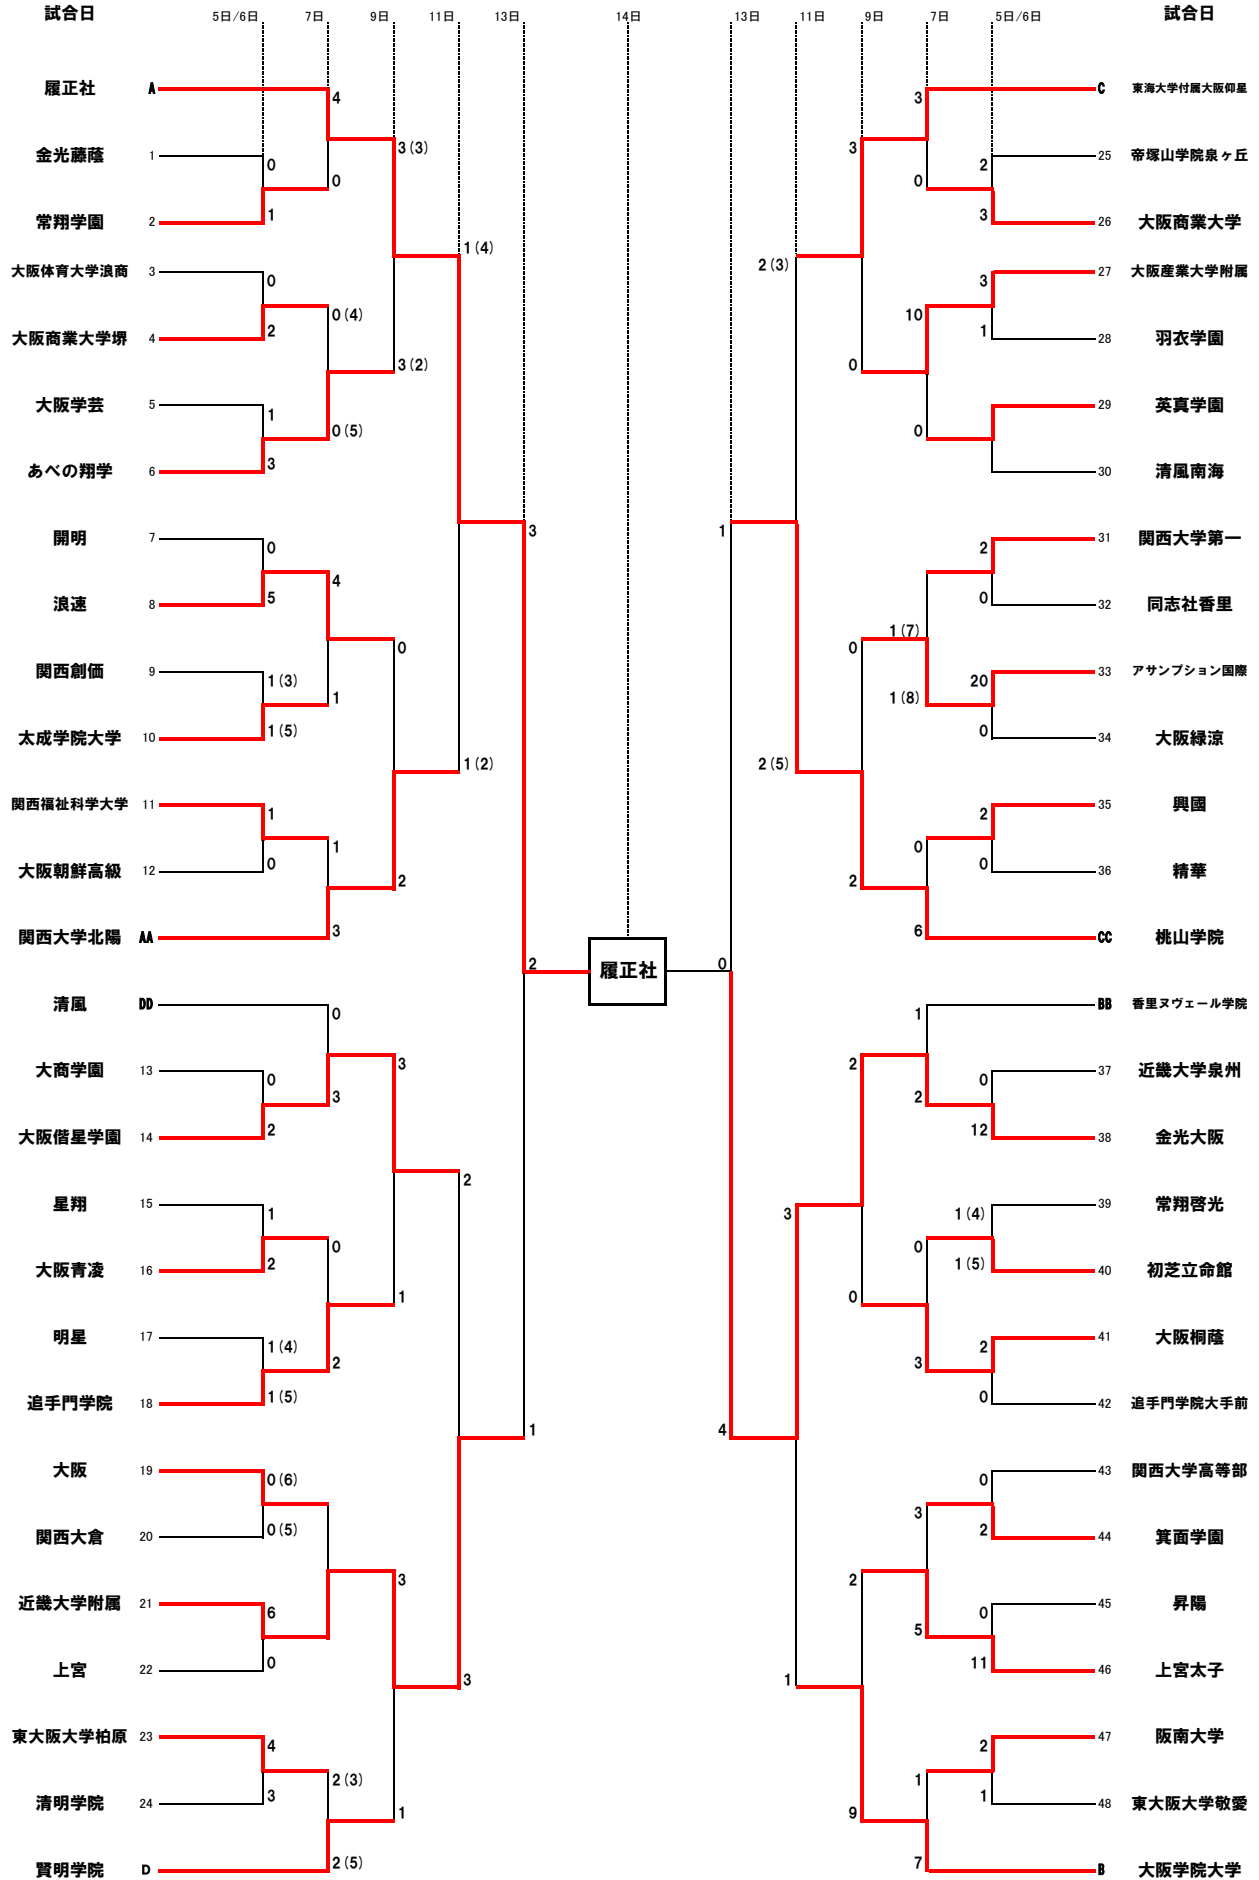 試合日 5日/6日 7日 9日 11日 13日 14日 13日 11日 9日 7日 5日/6日 試合日
履正社 A
4
金光藤蔭 1
0
0
常翔学園 2
1
3(3)
大阪体育大学浪商 3
0
大阪商業大学堺 4
2
0(4)
大阪学芸 5
1
あべの翔学 6
3
0(5)
3(2)
1(4)
開明 7
0
浪速 8
5
4
関西創価 9
1(3)
太成学院大学 10
1(5)
1
0
関西福祉科学大学 11
1
大阪朝鮮高級 12
0
1
関西大学北陽 AA
3
2
1(2)
3
清風 DD
0
大商学園 13
0
大阪偕星学園 14
2
3
3
星翔 15
1
大阪青凌 16
2
0
明星 17
1(4)
追手門学院 18
1(5)
2
1
2
大阪 19
0(6)
関西大倉 20
0(5)
近畿大学附属 21
6
上宮 22
0
3
東大阪大学柏原 23
4
清明学院 24
3
2(3)
賢明学院 D
2(5)
1
3
1
2
履正社
0
C 東海大学付属大阪仰星
3
25 帝塚山学院泉ヶ丘
2
26 大阪商業大学
3
0
3
27 大阪産業大学附属
3
28 羽衣学園
1
10
29 英真学園
30 清風南海
0
0
2(3)
31 関西大学第一
2
32 同志社香里
0
1(7)
33 アサンプション国際
20
34 大阪緑涼
0
1(8)
0
35 興國
2
36 精華
0
0
CC 桃山学院
6
2
2(5)
1
BB 香里ヌヴェール学院
1
37 近畿大学泉州
0
38 金光大阪
12
2
2
39 常翔啓光
1(4)
40 初芝立命館
1(5)
0
41 大阪桐蔭
2
42 追手門学院大手前
0
3
0
3
43 関西大学高等部
0
44 箕面学園
2
3
45 昇陽
0
46 上宮太子
11
5
2
47 阪南大学
2
48 東大阪大学敬愛
1
1
B 大阪学院大学
7
9
1
4